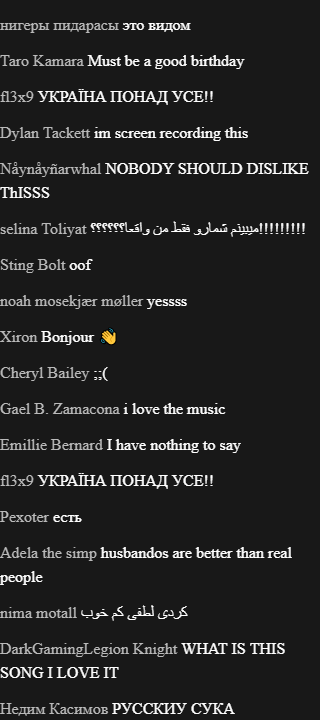 нигеры пидарасы это видом
Taro Kamara Must be a good birthday
fl3x9 УКРАЇНА ПОНАД УСЕ!!
Dylan Tackett im screen recording this
Nåynåyñarwhal NOBODY SHOULD DISLIKE
ThISSS
selina Toliyat میبینم شمارو فقط من واقعا؟؟؟؟؟؟!!!!!!!!!
Sting Bolt oof
noah mosekjær møller yessss
Xiron Bonjour 👋
Cheryl Bailey ;;(
Gael B. Zamacona i love the music
Emillie Bernard I have nothing to say
fl3x9 УКРАЇНА ПОНАД УСЕ!!
Pexoter есть
Adela the simp husbandos are better than real
people
nima motall کردی لطفی کم خوب
DarkGamingLegion Knight WHAT IS THIS
SONG I LOVE IT
Недим Касимов РУССКИУ СУКА